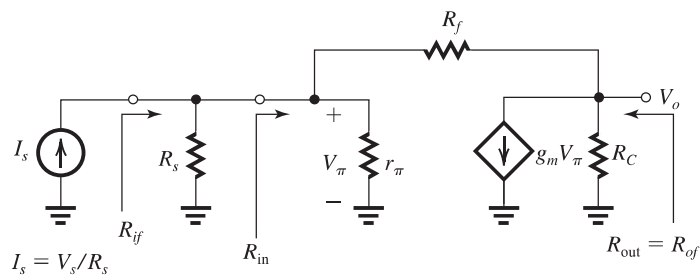 R_f
V_o
+
I_s
R_s
V_π
r_π
g_m V_π
R_C
−
R_if
R_in
R_out = R_of
I_s = V_s/R_s